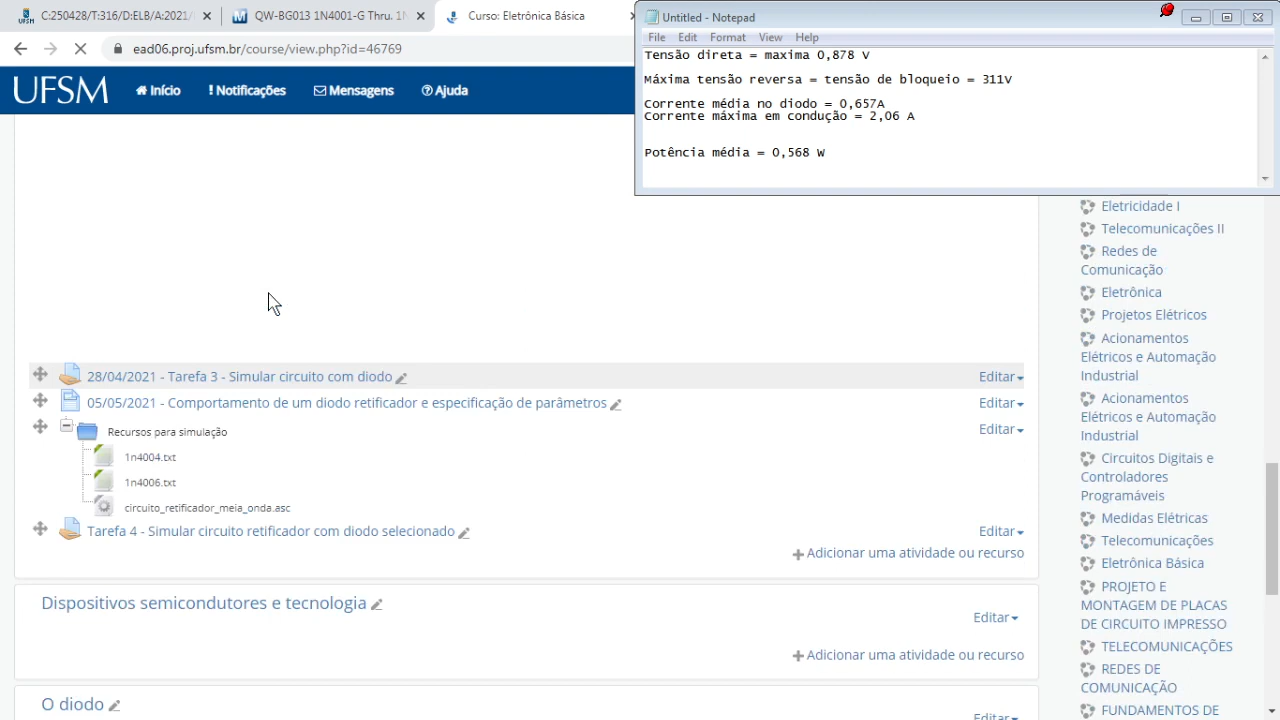 C:250428/T:316/D:ELB/A:2021/
QW-BG013 1N4001-G Thru. 1N
Curso: Eletrônica Básica
ead06.proj.ufsm.br/course/view.php?id=46769
UFSM
Início
Notificações
Mensagens
Ajuda
Untitled - Notepad
File Edit Format View Help
Tensão direta = maxima 0,878 V
Máxima tensão reversa = tensão de bloqueio = 311V
Corrente média no diodo = 0,657A
Corrente máxima em condução = 2,06 A
Potência média = 0,568 W
28/04/2021 - Tarefa 3 - Simular circuito com diodo
Editar
05/05/2021 - Comportamento de um diodo retificador e especificação de parâmetros
Editar
Recursos para simulação
Editar
1n4004.txt
1n4006.txt
circuito_retificador_meia_onda.asc
Tarefa 4 - Simular circuito retificador com diodo selecionado
Editar
Adicionar uma atividade ou recurso
Dispositivos semicondutores e tecnologia
Editar
Adicionar uma atividade ou recurso
O diodo
Editar
Eletricidade I
Telecomunicações II
Redes de
Comunicação
Eletrônica
Projetos Elétricos
Acionamentos
Elétricos e Automação
Industrial
Acionamentos
Elétricos e Automação
Industrial
Circuitos Digitais e
Controladores
Programáveis
Medidas Elétricas
Telecomunicações
Eletrônica Básica
PROJETO E
MONTAGEM DE PLACAS
DE CIRCUITO IMPRESSO
TELECOMUNICAÇÕES
REDES DE
COMUNICAÇÃO
FUNDAMENTOS DE